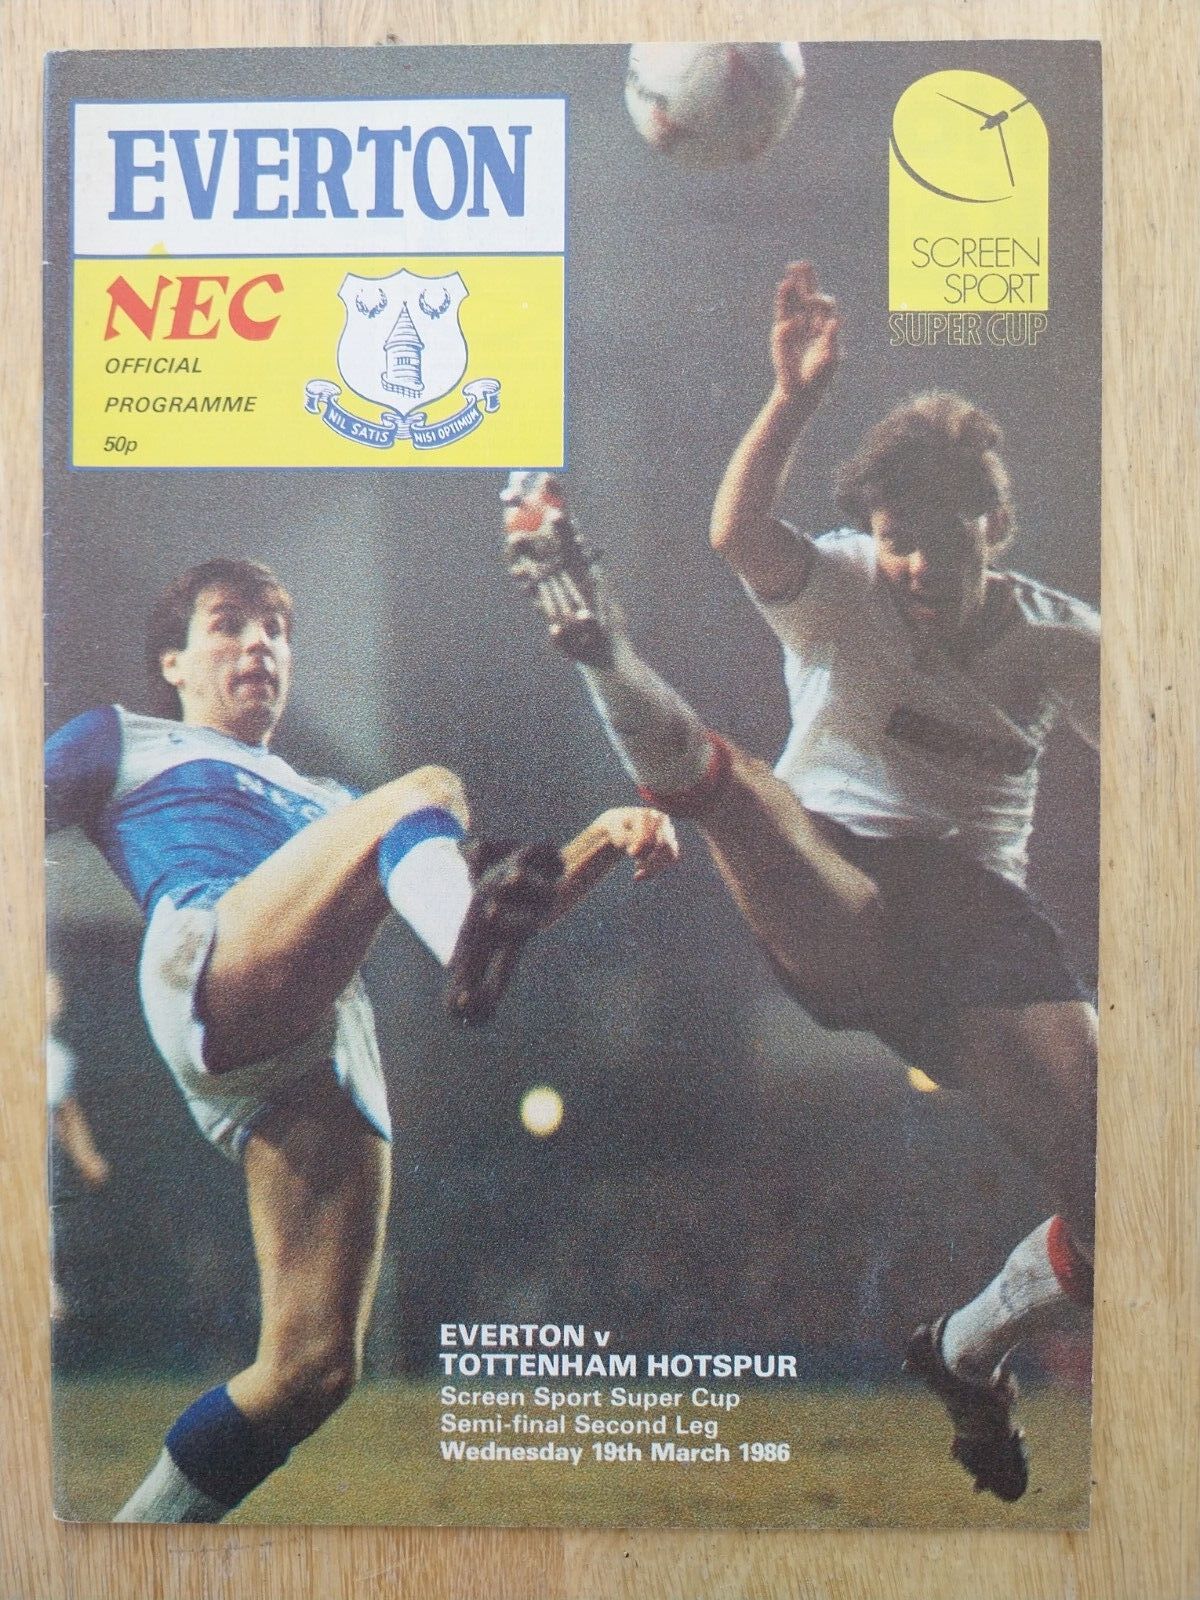 EVERTON
NEC
OFFICIAL
PROGRAMME
50p
NIL SATIS NISI OPTIMUM
SCREEN
SPORT
SUPER CUP
NEC
EVERTON v
TOTTENHAM HOTSPUR
Screen Sport Super Cup
Semi-final Second Leg
Wednesday 19th March 1986